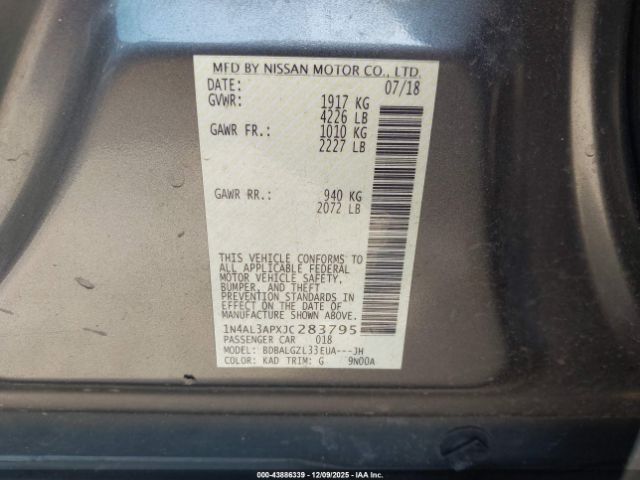 MFD BY NISSAN MOTOR CO., LTD.
DATE: 07/18
GVWR: 1917 KG
4226 LB
GAWR FR.: 1010 KG
2227 LB
GAWR RR.: 940 KG
2072 LB
THIS VEHICLE CONFORMS TO
ALL APPLICABLE FEDERAL
MOTOR VEHICLE SAFETY,
BUMPER, AND THEFT
PREVENTION STANDARDS IN
EFFECT ON THE DATE OF
MANUFACTURE SHOWN ABOVE.
1N4AL3APXJC283795
PASSENGER CAR 018
MODEL: BDBALGZL33EUA---JH
COLOR: KAD TRIM: G 9N00A
000-43886339 | 12/09/2025 | IAA Inc.